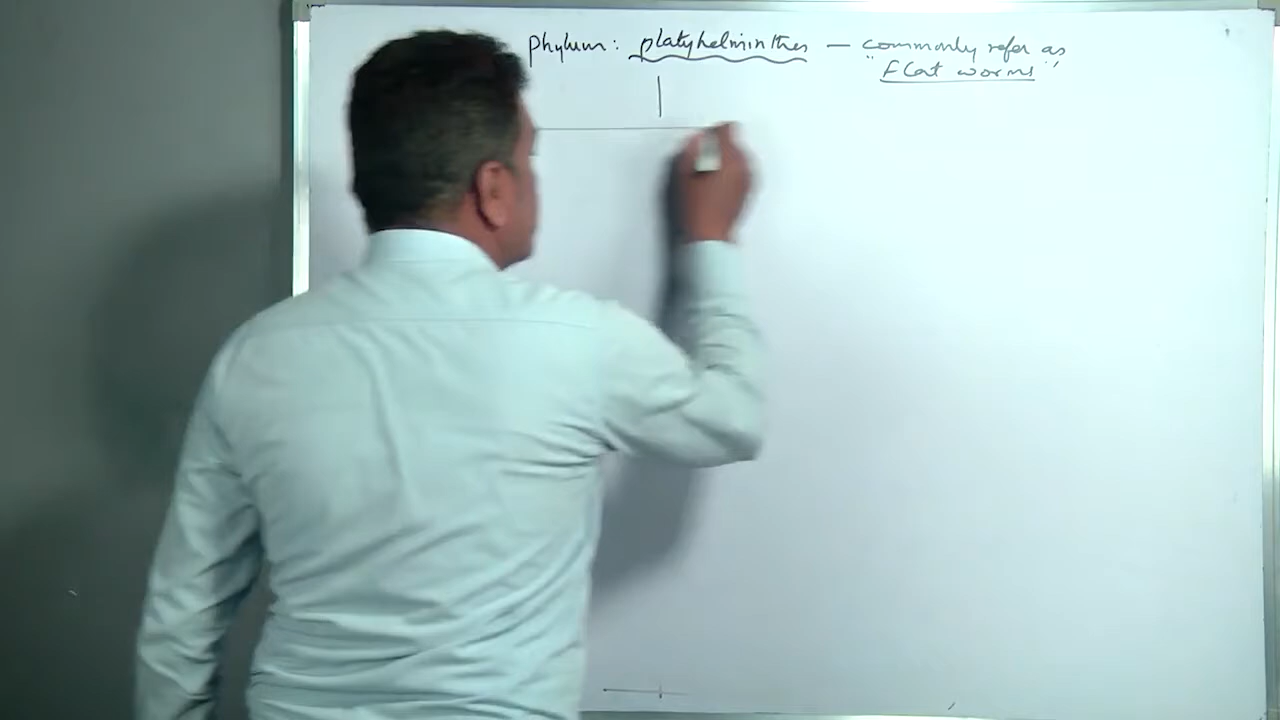 Phylum: platyhelminthes — commonly refer as
"Flat worms"